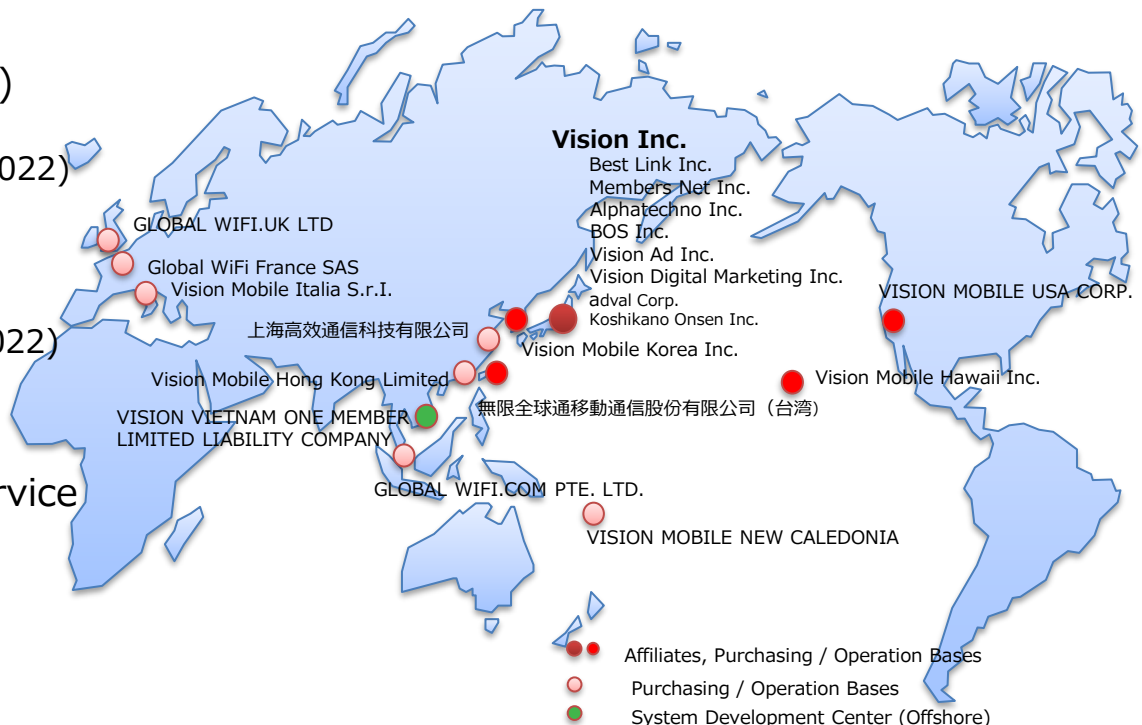 )
022)
022)
rvice
Vision Inc.
Best Link Inc.
Members Net Inc.
Alphatechno Inc.
BOS Inc.
Vision Ad Inc.
Vision Digital Marketing Inc.
adval Corp.
Koshikano Onsen Inc.
GLOBAL WIFI.UK LTD
Global WiFi France SAS
Vision Mobile Italia S.r.I.
上海高效通信科技有限公司
Vision Mobile Korea Inc.
VISION MOBILE USA CORP.
Vision Mobile Hong Kong Limited
Vision Mobile Hawaii Inc.
無限全球通移動通信股份有限公司（台湾）
VISION VIETNAM ONE MEMBER
LIMITED LIABILITY COMPANY
GLOBAL WIFI.COM PTE. LTD.
VISION MOBILE NEW CALEDONIA
Affiliates, Purchasing / Operation Bases
Purchasing / Operation Bases
System Development Center (Offshore)